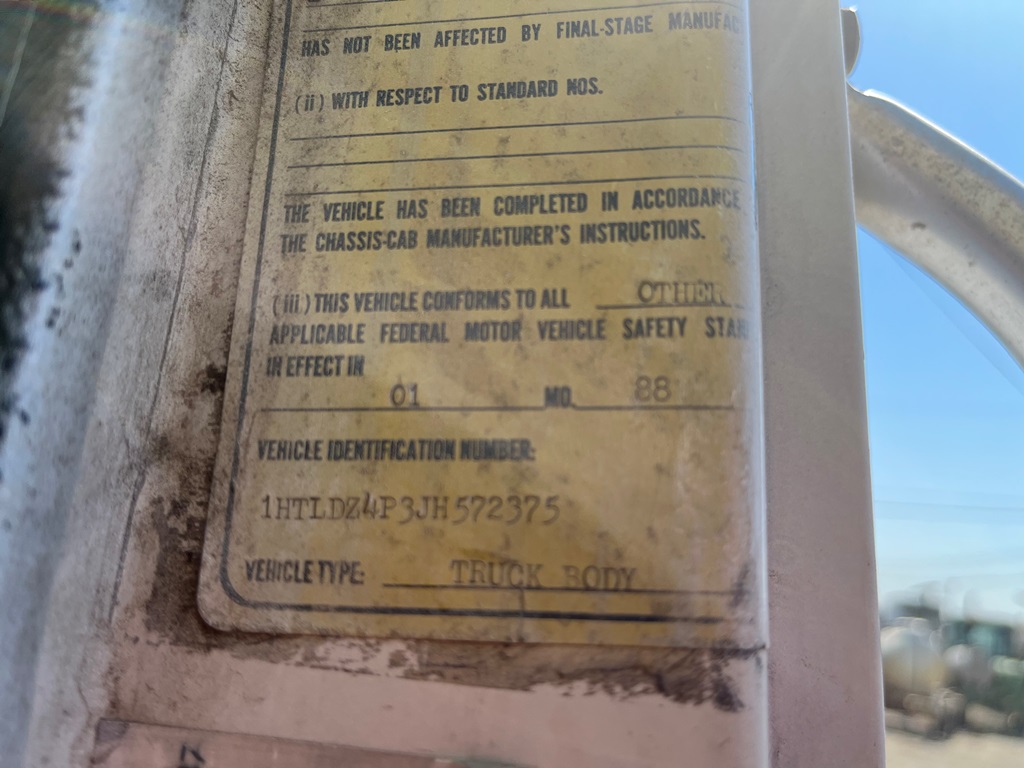 HAS NOT BEEN AFFECTED BY FINAL-STAGE MANUFAC
(ii) WITH RESPECT TO STANDARD NOS.
THE VEHICLE HAS BEEN COMPLETED IN ACCORDANCE
THE CHASSIS-CAB MANUFACTURER'S INSTRUCTIONS.
(iii) THIS VEHICLE CONFORMS TO ALL OTHER
APPLICABLE FEDERAL MOTOR VEHICLE SAFETY STAN
IN EFFECT IN
01 MO. 88
VEHICLE IDENTIFICATION NUMBER:
1HTLDZ4P3JH572375
VEHICLE TYPE: TRUCK BODY